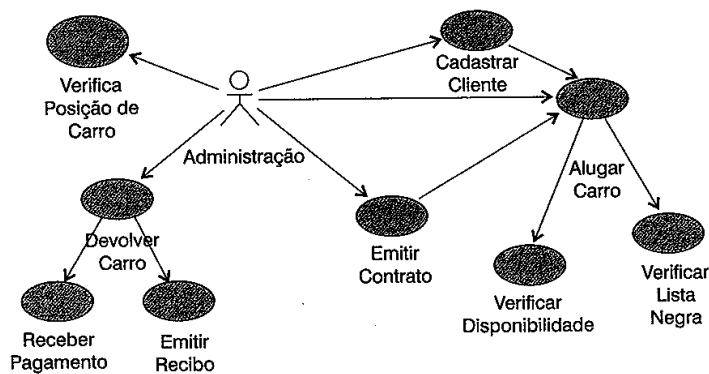 Cadastrar
Cliente
Verifica
Posição de
Carro
Administração
Alugar
Carro
Devolver
Carro
Emitir
Contrato
Verificar
Disponibilidade
Verificar
Lista
Negra
Receber
Pagamento
Emitir
Recibo